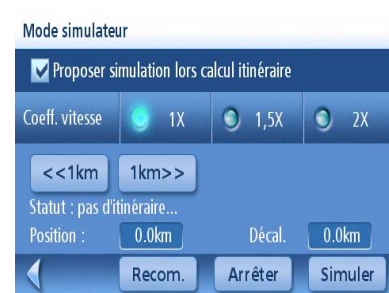 Mode simulateur
Proposer simulation lors calcul itinéraire
Coeff. vitesse 1X 1,5X 2X
<<1km 1km>>
Statut : pas d'itinéraire...
Position : 0.0km Décal. 0.0km
Recom. Arrêter Simuler